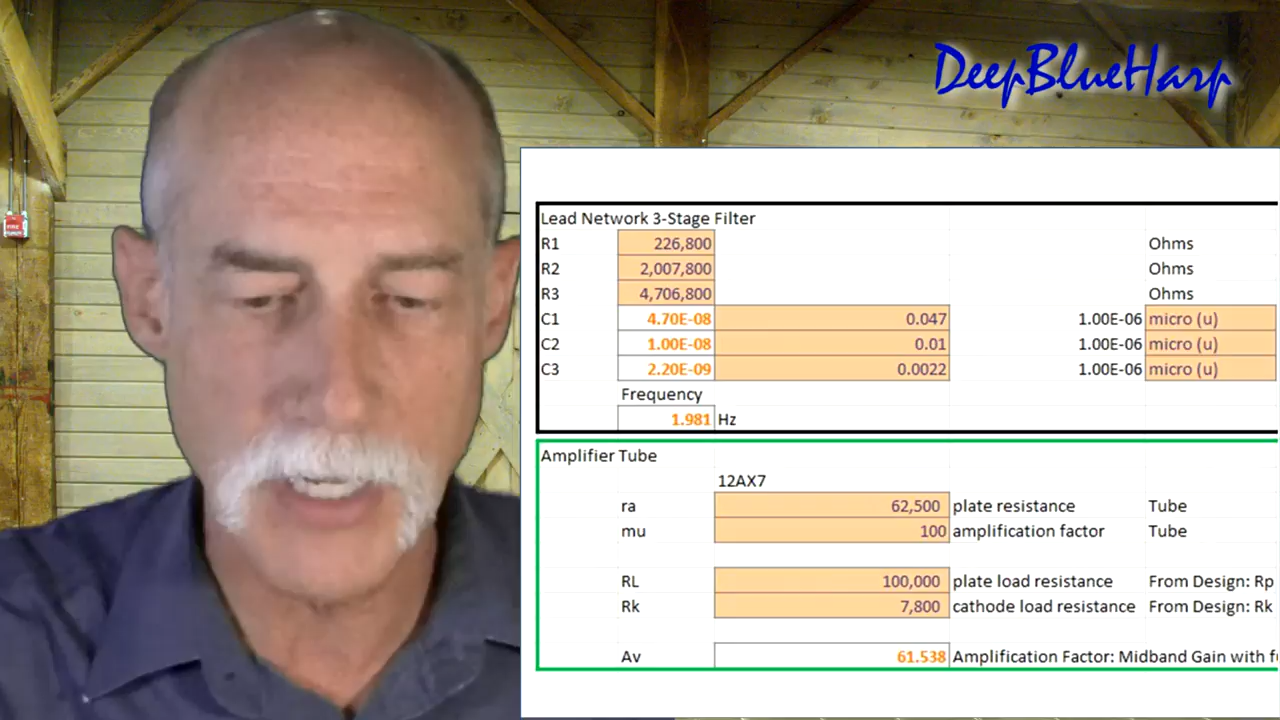 DeepBlueHarp
FIRE
Lead Network 3-Stage Filter
R1 226,800 Ohms
R2 2,007,800 Ohms
R3 4,706,800 Ohms
C1 4.70E-08 0.047 1.00E-06 micro (u)
C2 1.00E-08 0.01 1.00E-06 micro (u)
C3 2.20E-09 0.0022 1.00E-06 micro (u)
Frequency
1.981 Hz
Amplifier Tube
12AX7
ra 62,500 plate resistance Tube
mu 100 amplification factor Tube
RL 100,000 plate load resistance From Design: Rp
Rk 7,800 cathode load resistance From Design: Rk
Av 61.538 Amplification Factor: Midband Gain with f